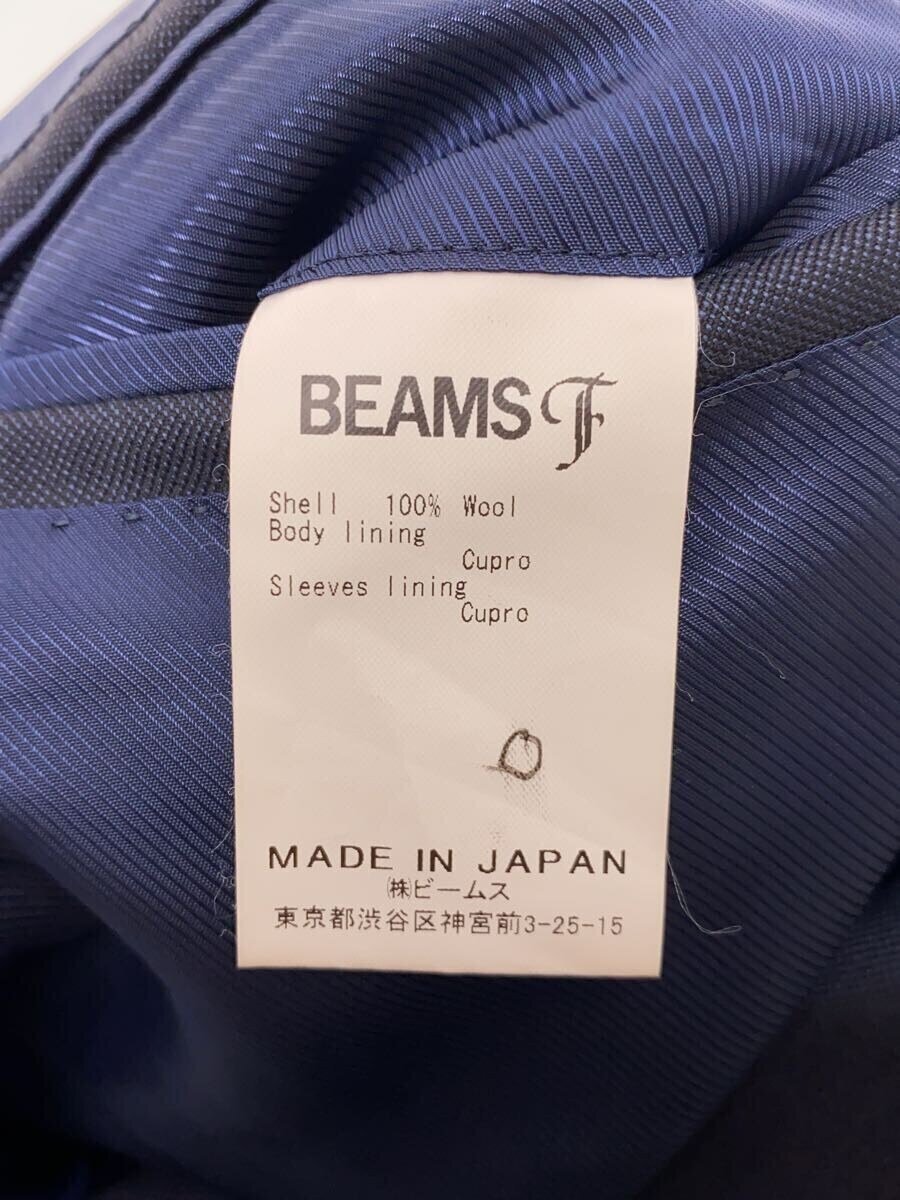 BEAMS F
Shell 100% Wool
Body lining
Cupro
Sleeves lining
Cupro
MADE IN JAPAN
㈱ビームス
東京都渋谷区神宮前3-25-15